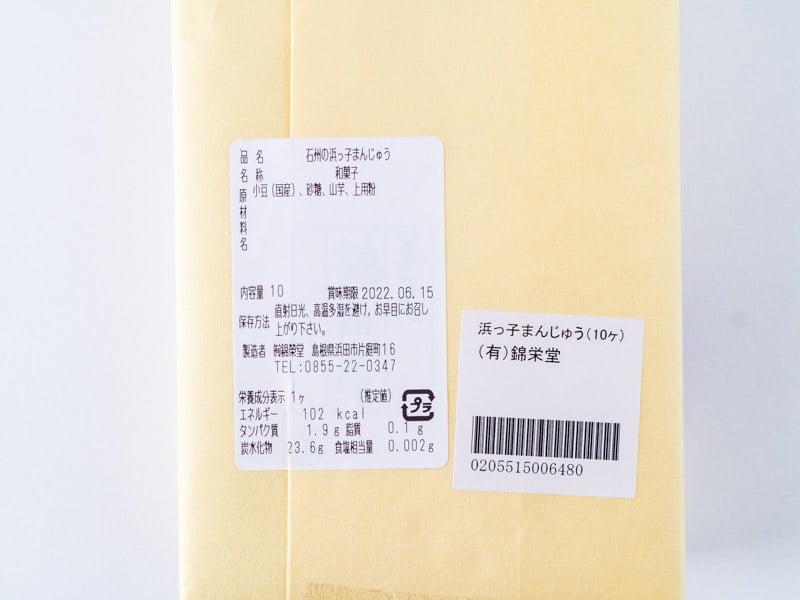 品名 石州の浜っ子まんじゅう
名称 和菓子
原材料名 小豆(国産)、砂糖、山芋、上用粉
内容量 10 賞味期限 2022.06.15
保存方法 直射日光、高温多湿を避け,お早目にお召し
上がり下さい。
製造者 ㈲錦榮堂 島根県浜田市片庭町16
TEL:0855-22-0347
栄養成分表示 1ヶ (推定値)
エネルギー 102 kcal
タンパク質 1.9g 脂質 0.1g
炭水化物 23.6g 食塩相当量 0.002g
プラ
浜っ子まんじゅう(10ヶ)
(有)錦栄堂
0205515006480